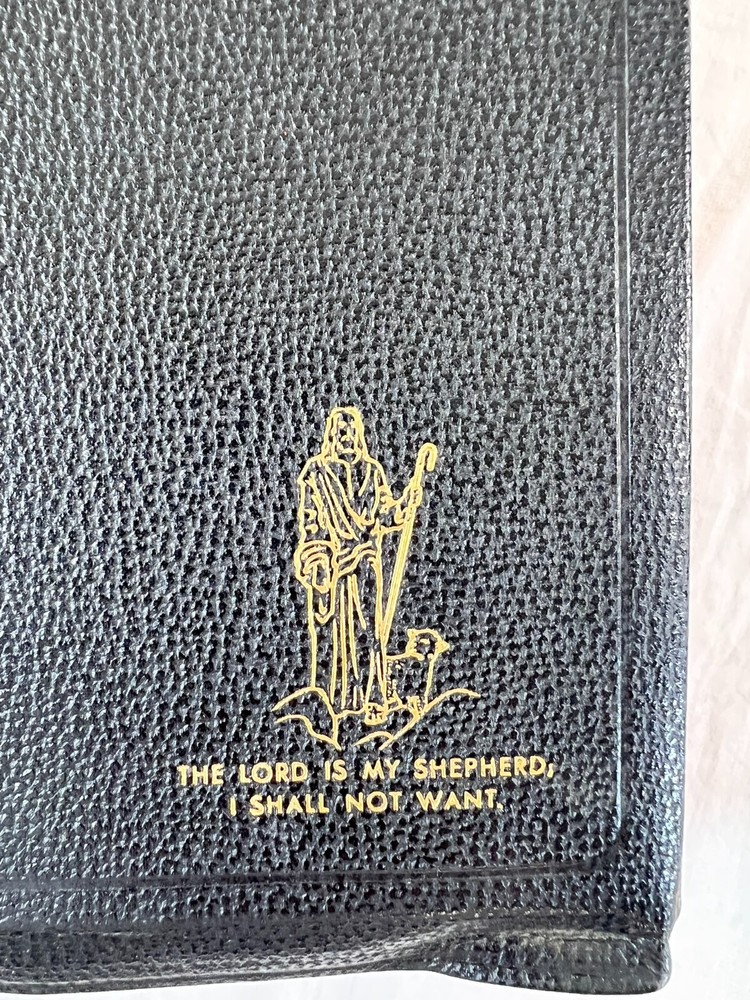 THE LORD IS MY SHEPHERD;
I SHALL NOT WANT.